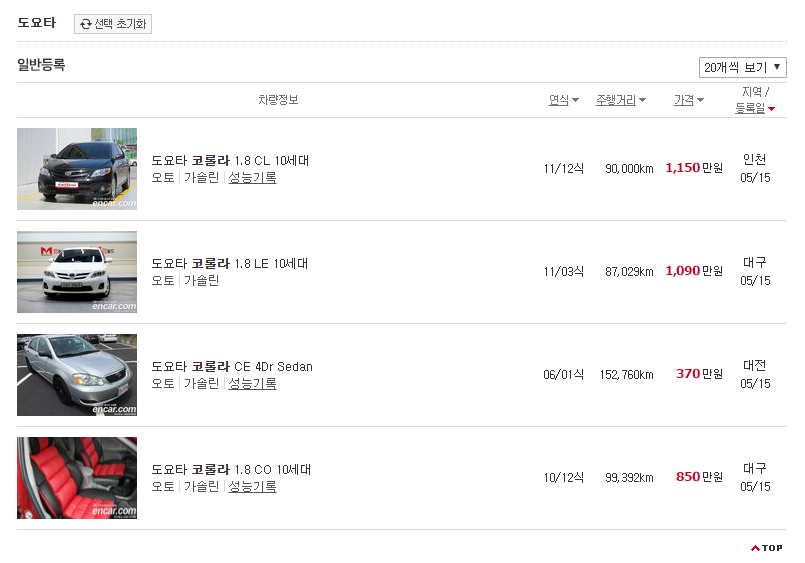 도요타 선택 초기화
일반등록
20개씩 보기 ▼
차량정보 연식 주행거리 가격 지역 / 등록일
도요타 코롤라 1.8 CL 10세대
오토 | 가솔린 | 성능기록
11/12식 90,000km 1,150만원 인천
05/15
encar.com
도요타 코롤라 1.8 LE 10세대
오토 | 가솔린
11/03식 87,029km 1,090만원 대구
05/15
encar.com
도요타 코롤라 CE 4Dr Sedan
오토 | 가솔린 | 성능기록
06/01식 152,760km 370만원 대전
05/15
encar.com
도요타 코롤라 1.8 CO 10세대
오토 | 가솔린 | 성능기록
10/12식 99,392km 850만원 대구
05/15
encar.com
TOP